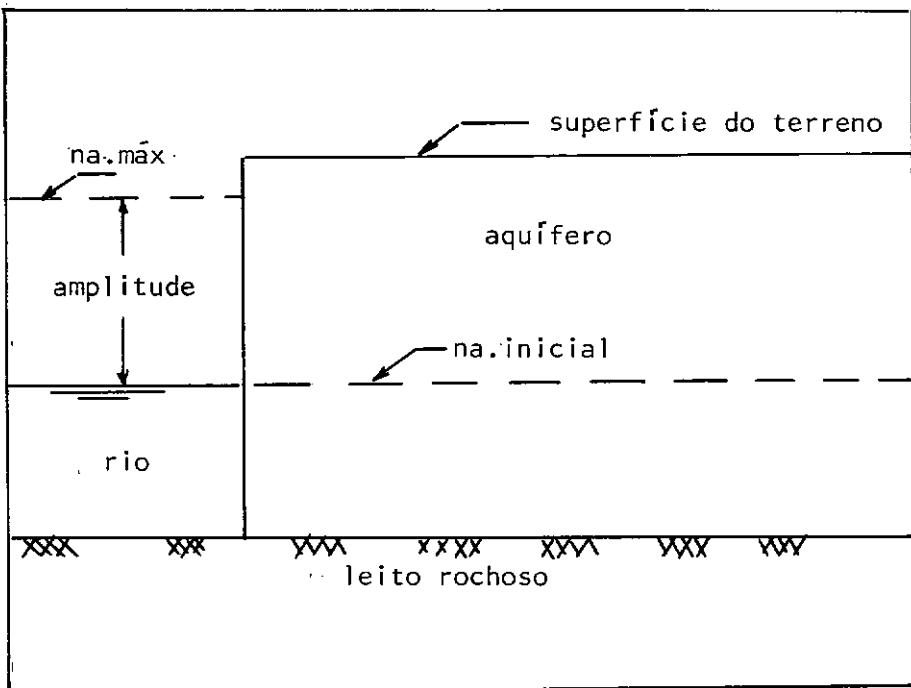 superfície do terreno
na.máx
aquífero
amplitude
na.inicial
rio
leito rochoso